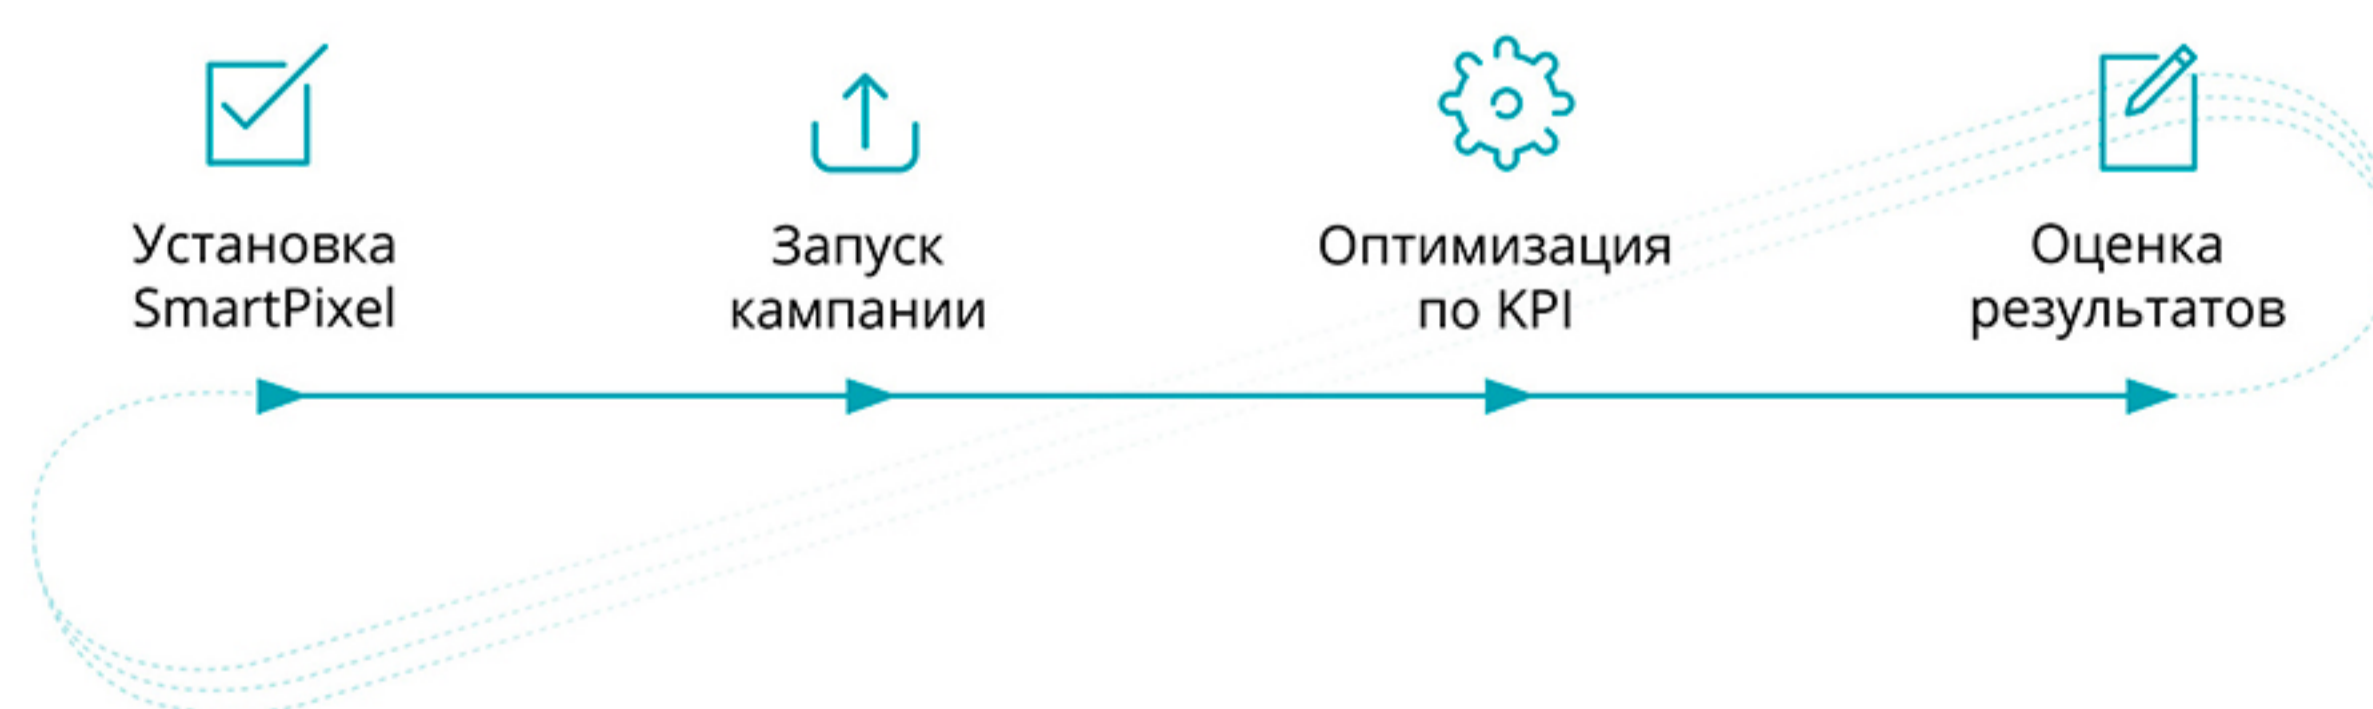 Установка
SmartPixel
Запуск
кампании
Оптимизация
по KPI
Оценка
результатов